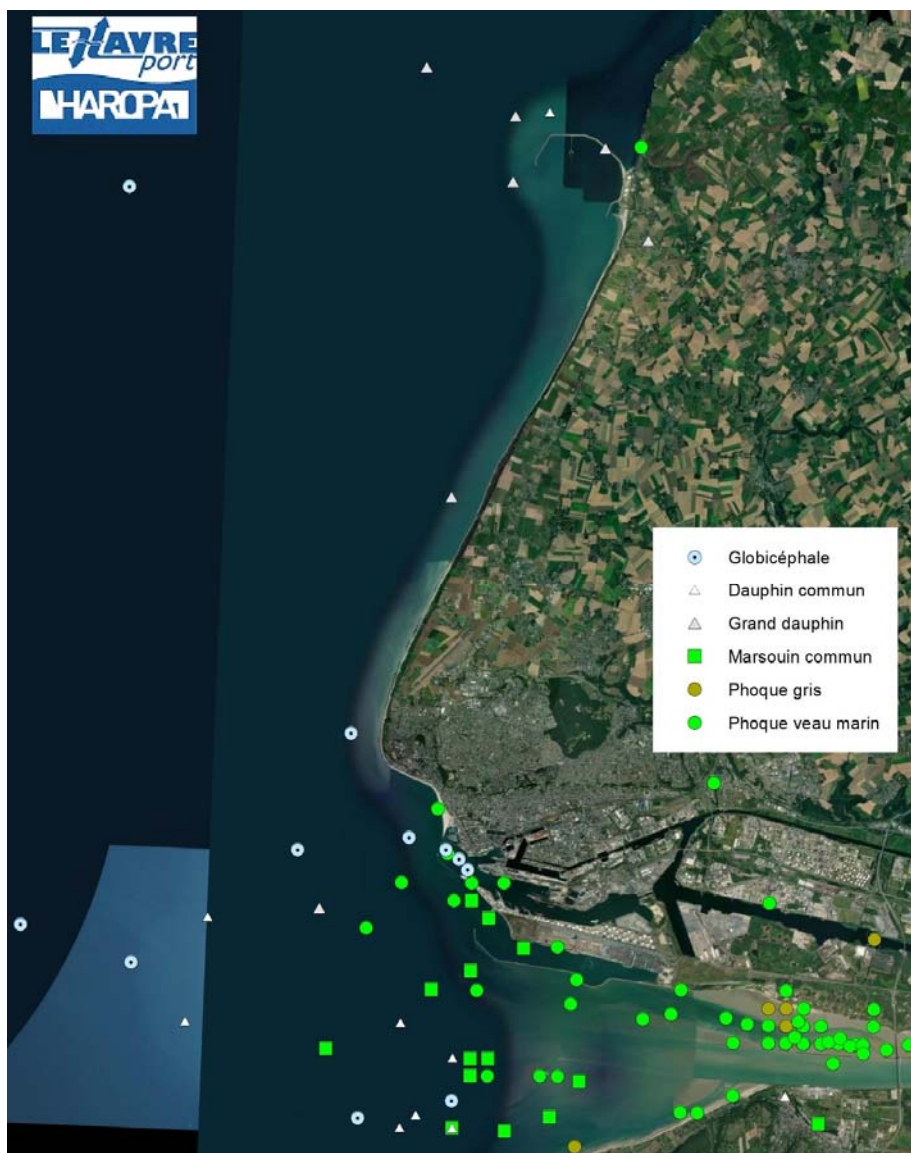 LE HAVRE
port
HAROPA
Globicéphale
Dauphin commun
Grand dauphin
Marsouin commun
Phoque gris
Phoque veau marin